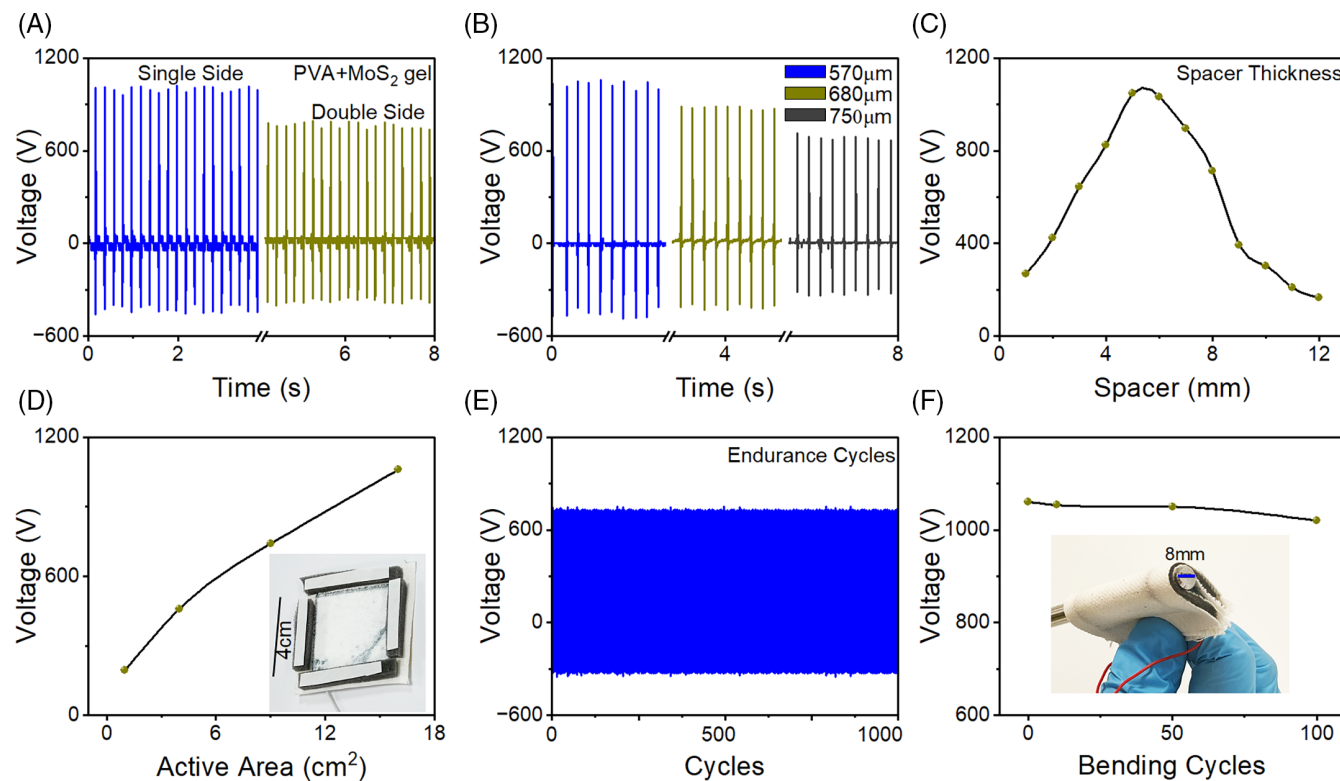 (A)
1200
600
0
−600
Voltage (V)
Single Side
PVA+MoS₂ gel
Double Side
0
2
6
8
Time (s)
(B)
1200
600
0
−600
Voltage (V)
570μm
680μm
750μm
0
4
8
Time (s)
(C)
1200
800
400
0
Voltage (V)
Spacer Thickness
0
4
8
12
Spacer (mm)
(D)
1200
600
0
Voltage (V)
4cm
0
6
12
18
Active Area (cm²)
(E)
1200
600
0
−600
Voltage (V)
Endurance Cycles
0
500
1000
Cycles
(F)
1200
1000
800
600
Voltage (V)
8mm
0
50
100
Bending Cycles